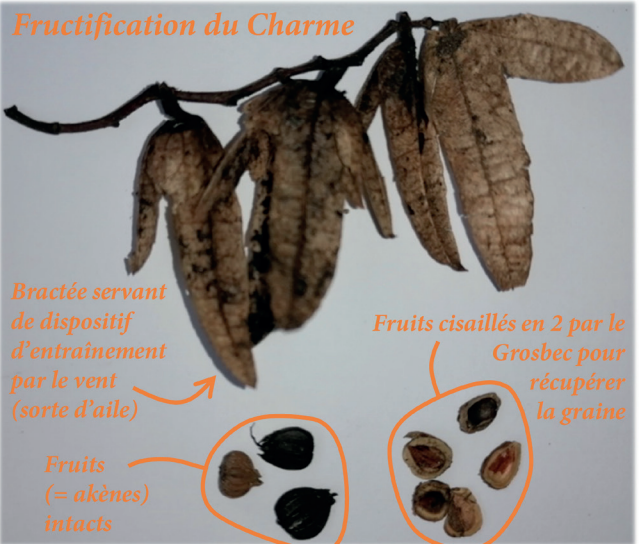 Fructification du Charme
Bractée servant
de dispositif
d'entraînement
par le vent
(sorte d'aile)
Fruits cisaillés en 2 par le
Grosbec pour
récupérer
la graine
Fruits
(= akènes)
intacts